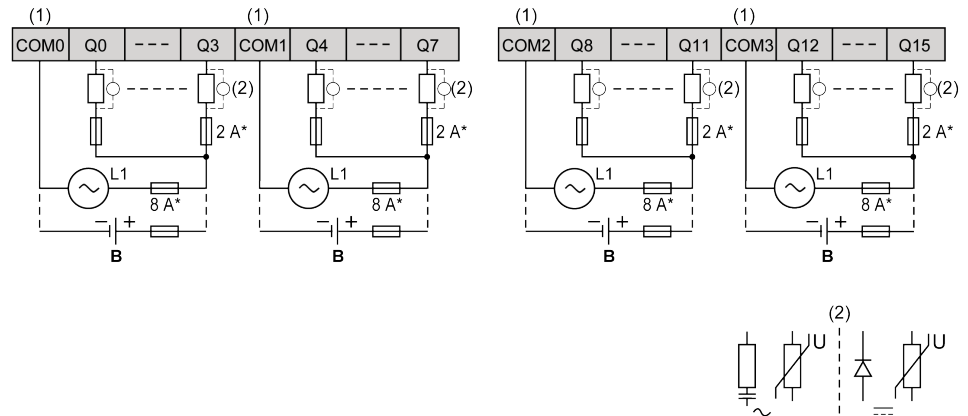 (1) (1) (1) (1)
COM0 Q0 --- Q3 COM1 Q4 --- Q7 COM2 Q8 --- Q11 COM3 Q12 --- Q15
(2) (2) (2) (2)
2 A* 2 A* 2 A* 2 A*
L1 L1 L1 L1
8 A* 8 A* 8 A* 8 A*
− + − + − + − +
B B B B
(2)
U U